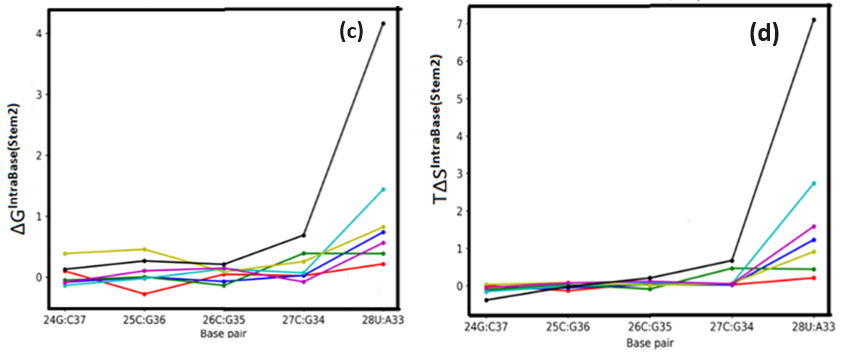 (c)
ΔG^IntraBase(Stem2)
4
3
2
1
0
24G:C37 25C:G36 26C:G35 27C:G34 28U:A33
Base pair
(d)
TΔS^IntraBase(Stem2)
7
6
5
4
3
2
1
0
24G:C37 25C:G36 26C:G35 27C:G34 28U:A33
Base pair